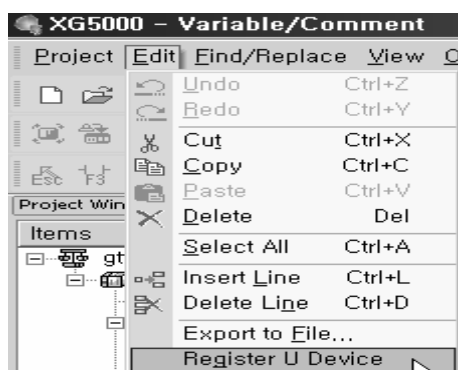 XG5000 - Variable/Comment
Project Edit Find/Replace View
Undo Ctrl+Z
Redo Ctrl+Y
Cut Ctrl+X
Copy Ctrl+C
Paste Ctrl+V
Delete Del
Select All Ctrl+A
Insert Line Ctrl+L
Delete Line Ctrl+D
Export to File...
Register U Device
Esc F3
Project Win
Items
gt